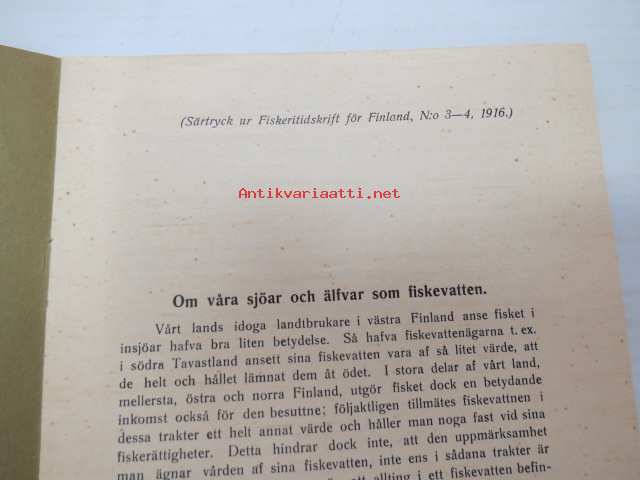 (Särtryck ur Fiskeritidskrift för Finland, N:o 3—4, 1916.)
Antikvariaatti.net
Om våra sjöar och älfvar som fiskevatten.
Vårt lands idoga landtbrukare i västra Finland anse fisket i
insjöar hafva bra liten betydelse. Så hafva fiskevattenägarna t. ex.
i södra Tavastland ansett sina fiskevatten vara af så litet värde, att
de helt och hållet lämnat dem åt ödet. I stora delar af vårt land,
mellersta, östra och norra Finland, utgör fisket dock en betydande
inkomst också för den besuttne; följaktligen tillmätes fiskevattnen i
dessa trakter ett helt annat värde och håller man noga fast vid sina
fiskerättigheter. Detta hindrar dock inte, att den uppmärksamhet
man ägnar vården af sina fiskevatten, inte ens i sådana trakter är
att allting i ett fiskevatten befin-